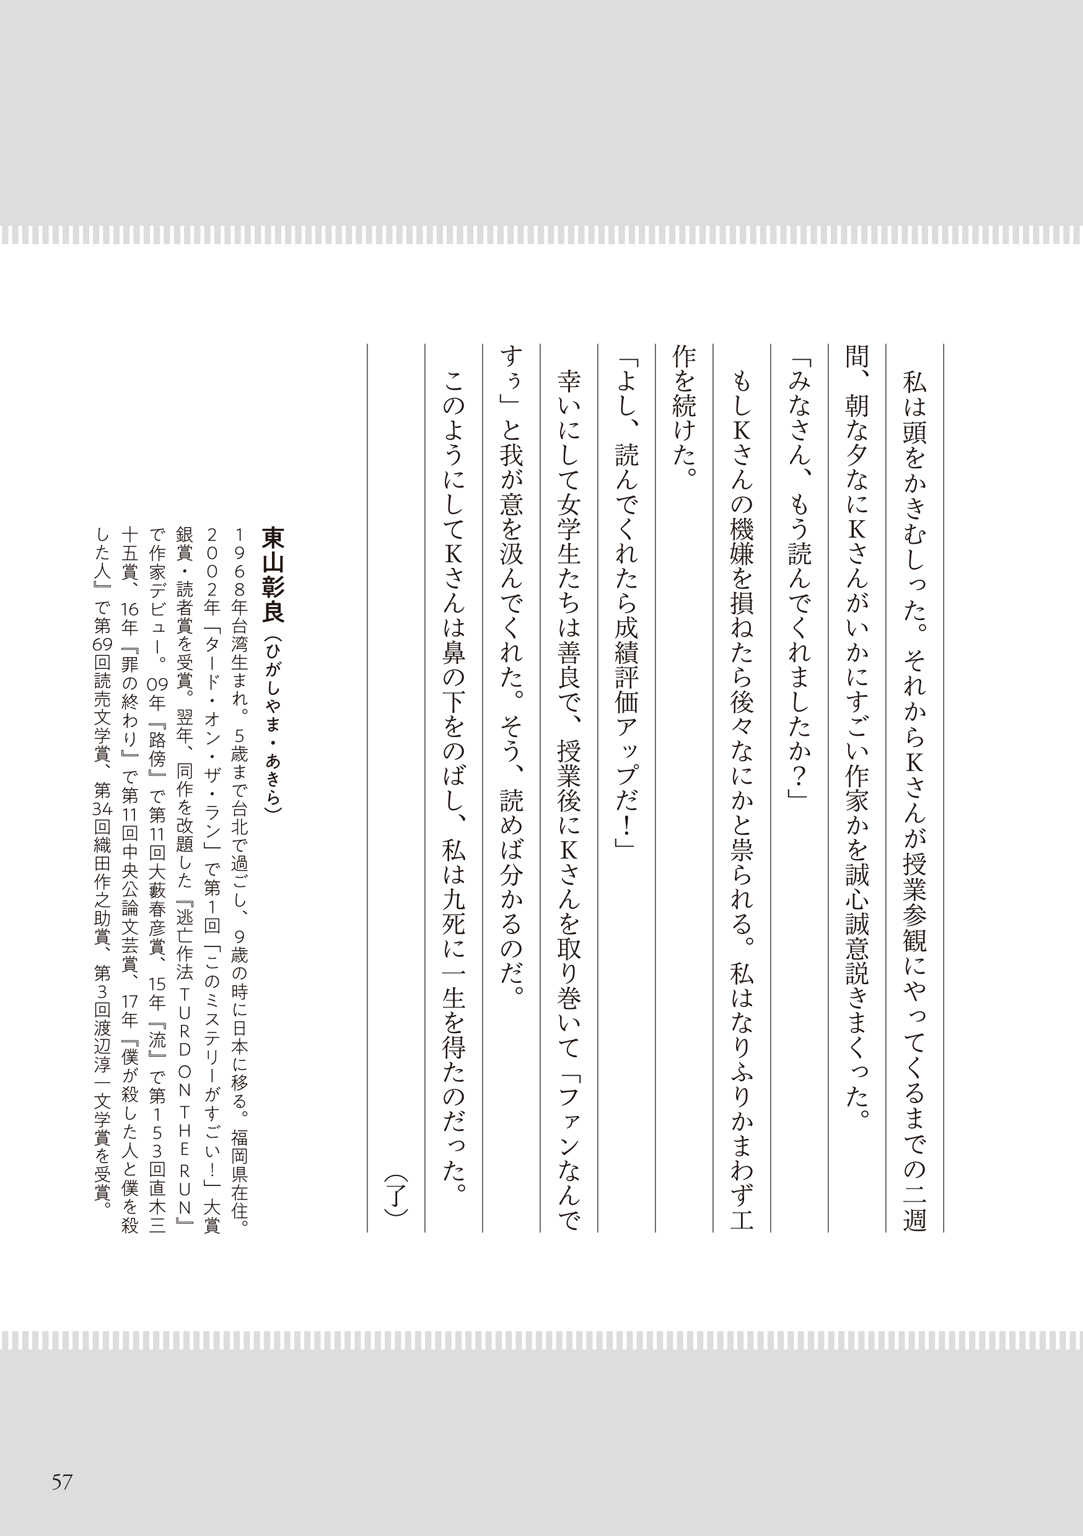 私は頭をかきむしった。それからＫさんが授業参観にやってくるまでの二週
間、朝な夕なにＫさんがいかにすごい作家かを誠心誠意説きまくった。
「みなさん、もう読んでくれましたか？」
もしＫさんの機嫌を損ねたら後々なにかと祟られる。私はなりふりかまわず工
作を続けた。
「よし、読んでくれたら成績評価アップだ！」
幸いにして女学生たちは善良で、授業後にＫさんを取り巻いて「ファンなんで
すぅ」と我が意を汲んでくれた。そう、読めば分かるのだ。
このようにしてＫさんは鼻の下をのばし、私は九死に一生を得たのだった。
（了）
東山彰良（ひがしやま・あきら）
1968年台湾生まれ。5歳まで台北で過ごし、9歳の時に日本に移る。福岡県在住。
2002年「タード・オン・ザ・ラン」で第1回「このミステリーがすごい！」大賞
銀賞・読者賞を受賞。翌年、同作を改題した『逃亡作法 TURD ON THE RUN』
で作家デビュー。09年『路傍』で第11回大藪春彦賞、15年『流』で第153回直木三
十五賞、16年『罪の終わり』で第11回中央公論文芸賞、17年『僕が殺した人と僕を殺
した人』で第69回読売文学賞、第34回織田作之助賞、第3回渡辺淳一文学賞を受賞。
57